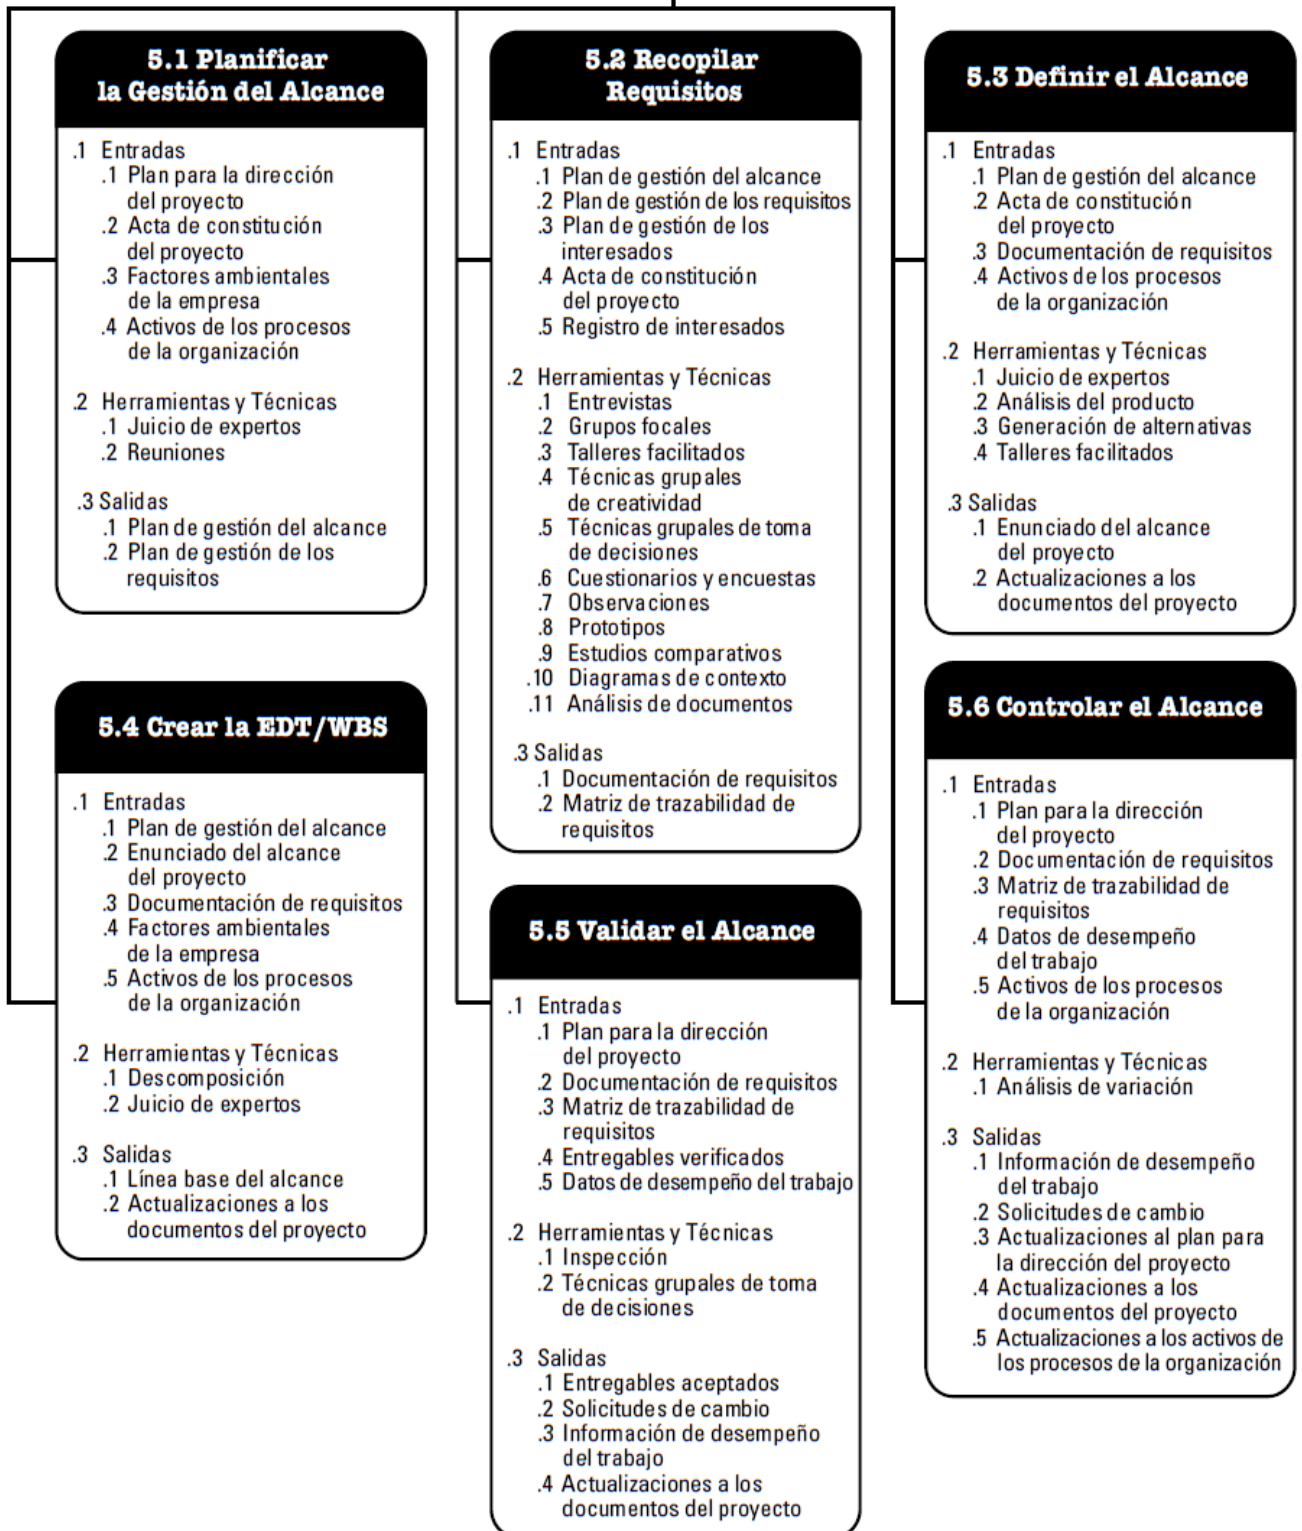 5.1 Planificar
la Gestión del Alcance
.1 Entradas
.1 Plan para la dirección
del proyecto
.2 Acta de constitución
del proyecto
.3 Factores ambientales
de la empresa
.4 Activos de los procesos
de la organización
.2 Herramientas y Técnicas
.1 Juicio de expertos
.2 Reuniones
.3 Salidas
.1 Plan de gestión del alcance
.2 Plan de gestión de los
requisitos
5.2 Recopilar
Requisitos
.1 Entradas
.1 Plan de gestión del alcance
.2 Plan de gestión de los requisitos
.3 Plan de gestión de los
interesados
.4 Acta de constitución
del proyecto
.5 Registro de interesados
.2 Herramientas y Técnicas
.1 Entrevistas
.2 Grupos focales
.3 Talleres facilitados
.4 Técnicas grupales
de creatividad
.5 Técnicas grupales de toma
de decisiones
.6 Cuestionarios y encuestas
.7 Observaciones
.8 Prototipos
.9 Estudios comparativos
.10 Diagramas de contexto
.11 Análisis de documentos
.3 Salidas
.1 Documentación de requisitos
.2 Matriz de trazabilidad de
requisitos
5.3 Definir el Alcance
.1 Entradas
.1 Plan de gestión del alcance
.2 Acta de constitución
del proyecto
.3 Documentación de requisitos
.4 Activos de los procesos
de la organización
.2 Herramientas y Técnicas
.1 Juicio de expertos
.2 Análisis del producto
.3 Generación de alternativas
.4 Talleres facilitados
.3 Salidas
.1 Enunciado del alcance
del proyecto
.2 Actualizaciones a los
documentos del proyecto
5.4 Crear la EDT/WBS
.1 Entradas
.1 Plan de gestión del alcance
.2 Enunciado del alcance
del proyecto
.3 Documentación de requisitos
.4 Factores ambientales
de la empresa
.5 Activos de los procesos
de la organización
.2 Herramientas y Técnicas
.1 Descomposición
.2 Juicio de expertos
.3 Salidas
.1 Línea base del alcance
.2 Actualizaciones a los
documentos del proyecto
5.5 Validar el Alcance
.1 Entradas
.1 Plan para la dirección
del proyecto
.2 Documentación de requisitos
.3 Matriz de trazabilidad de
requisitos
.4 Entregables verificados
.5 Datos de desempeño del trabajo
.2 Herramientas y Técnicas
.1 Inspección
.2 Técnicas grupales de toma
de decisiones
.3 Salidas
.1 Entregables aceptados
.2 Solicitudes de cambio
.3 Información de desempeño
del trabajo
.4 Actualizaciones a los
documentos del proyecto
5.6 Controlar el Alcance
.1 Entradas
.1 Plan para la dirección
del proyecto
.2 Documentación de requisitos
.3 Matriz de trazabilidad de
requisitos
.4 Datos de desempeño
del trabajo
.5 Activos de los procesos
de la organización
.2 Herramientas y Técnicas
.1 Análisis de variación
.3 Salidas
.1 Información de desempeño
del trabajo
.2 Solicitudes de cambio
.3 Actualizaciones al plan para
la dirección del proyecto
.4 Actualizaciones a los
documentos del proyecto
.5 Actualizaciones a los activos de
los procesos de la organización